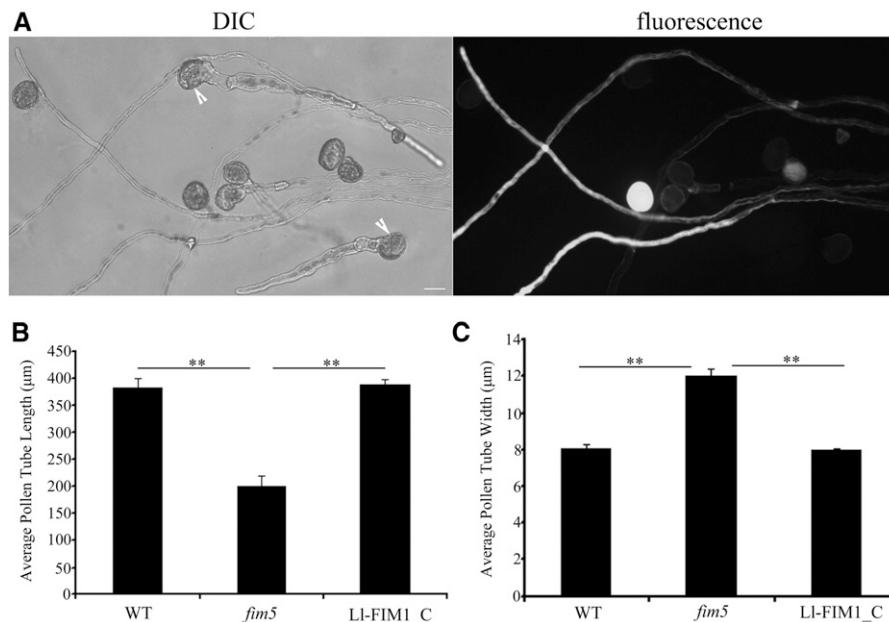 A
DIC
fluorescence
B
Average Pollen Tube Length (μm)
450
400
350
300
250
200
150
100
50
0
**
**
WT
fim5
Ll-FIM1_C
C
Average Pollen Tube Width (μm)
14
12
10
8
6
4
2
0
**
**
WT
fim5
Ll-FIM1_C